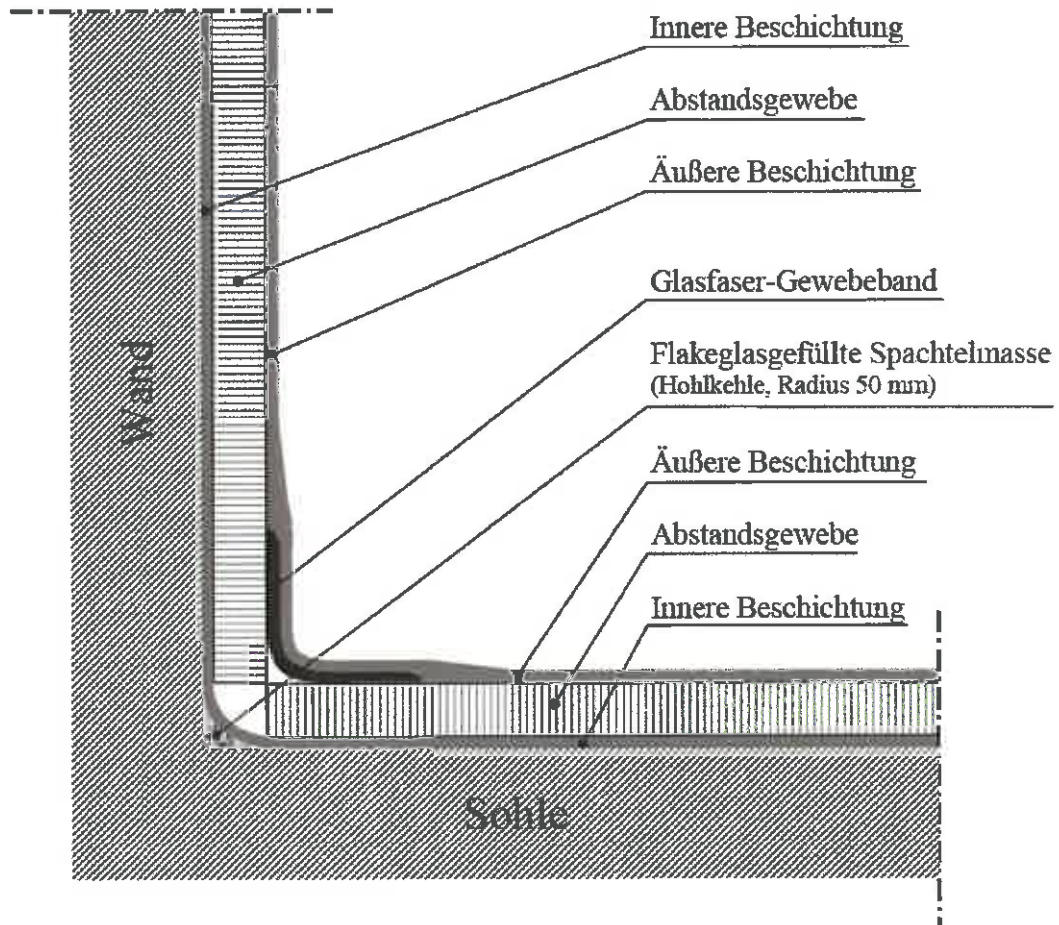 Innere Beschichtung
Abstandsgewebe
Äußere Beschichtung
Glasfaser-Gewebeband
Flakeglasgefüllte Spachtelmasse
(Hohlkehle, Radius 50 mm)
Äußere Beschichtung
Abstandsgewebe
Innere Beschichtung
Wand
Sohle